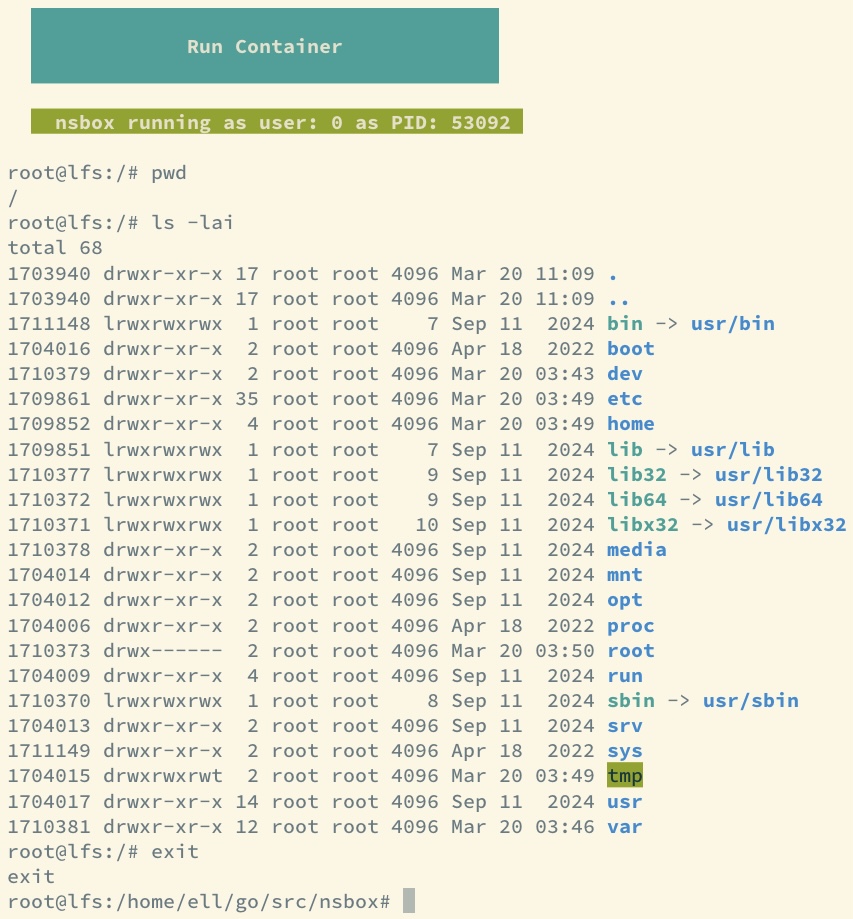 Run Container
nsbox running as user: 0 as PID: 53092
root@lfs:/# pwd
/
root@lfs:/# ls -lai
total 68
1703940 drwxr-xr-x 17 root root 4096 Mar 20 11:09 .
1703940 drwxr-xr-x 17 root root 4096 Mar 20 11:09 ..
1711148 lrwxrwxrwx  1 root root    7 Sep 11  2024 bin -> usr/bin
1704016 drwxr-xr-x  2 root root 4096 Apr 18  2022 boot
1710379 drwxr-xr-x  2 root root 4096 Mar 20 03:43 dev
1709861 drwxr-xr-x 35 root root 4096 Mar 20 03:49 etc
1709852 drwxr-xr-x  4 root root 4096 Mar 20 03:49 home
1709851 lrwxrwxrwx  1 root root    7 Sep 11  2024 lib -> usr/lib
1710377 lrwxrwxrwx  1 root root    9 Sep 11  2024 lib32 -> usr/lib32
1710372 lrwxrwxrwx  1 root root    9 Sep 11  2024 lib64 -> usr/lib64
1710371 lrwxrwxrwx  1 root root   10 Sep 11  2024 libx32 -> usr/libx32
1710378 drwxr-xr-x  2 root root 4096 Sep 11  2024 media
1704014 drwxr-xr-x  2 root root 4096 Sep 11  2024 mnt
1704012 drwxr-xr-x  2 root root 4096 Sep 11  2024 opt
1704006 drwxr-xr-x  2 root root 4096 Apr 18  2022 proc
1710373 drwx------  2 root root 4096 Mar 20 03:50 root
1704009 drwxr-xr-x  4 root root 4096 Sep 11  2024 run
1710370 lrwxrwxrwx  1 root root    8 Sep 11  2024 sbin -> usr/sbin
1704013 drwxr-xr-x  2 root root 4096 Sep 11  2024 srv
1711149 drwxr-xr-x  2 root root 4096 Apr 18  2022 sys
1704015 drwxrwxrwt  2 root root 4096 Mar 20 03:49 tmp
1704017 drwxr-xr-x 14 root root 4096 Sep 11  2024 usr
1710381 drwxr-xr-x 12 root root 4096 Mar 20 03:46 var
root@lfs:/# exit
exit
root@lfs:/home/ell/go/src/nsbox#